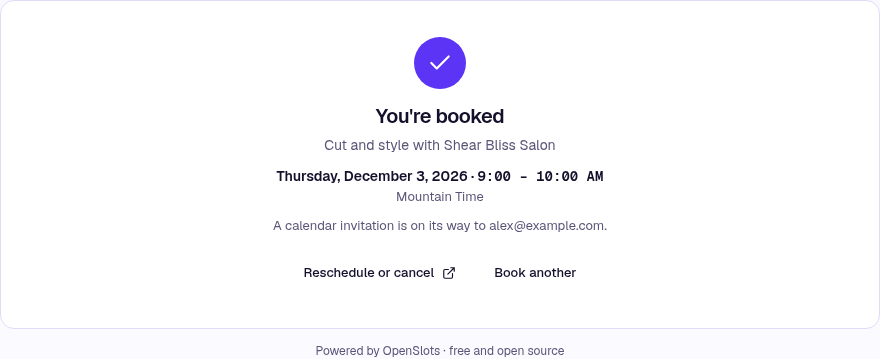 You're booked
Cut and style with Shear Bliss Salon
Thursday, December 3, 2026 · 9:00 – 10:00 AM
Mountain Time
A calendar invitation is on its way to alex@example.com.
Reschedule or cancel
Book another
Powered by OpenSlots · free and open source